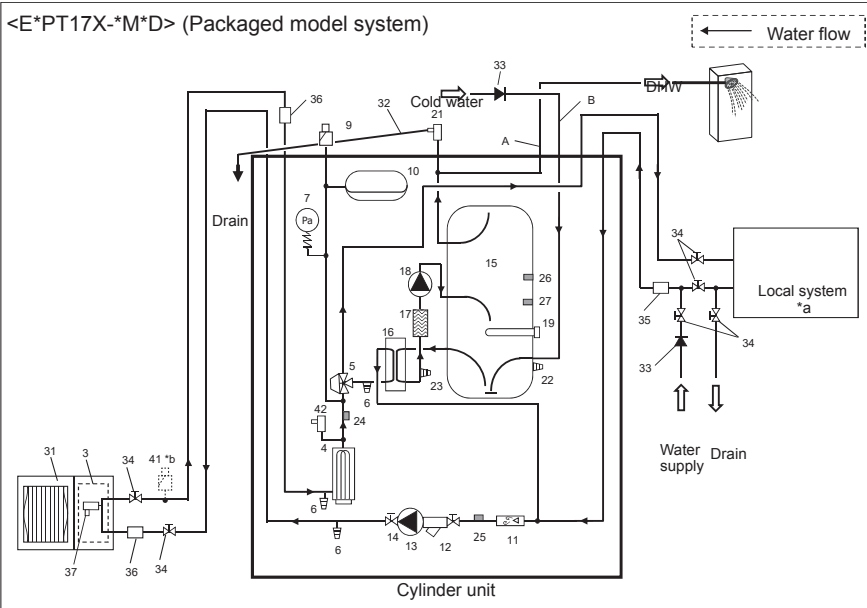 <E*PT17X-*M*D> (Packaged model system)
Water flow
33
Cold water
DHW
36
32
21
B
9
A
10
7
Pa
Drain
34
18
15
26
27
17
19
Local system
*a
16
35
34
5
33
23
22
6
42
24
4
Water
supply
Drain
31
3
34
41 *b
6
37
36
34
6
14
13
12
25
11
Cylinder unit